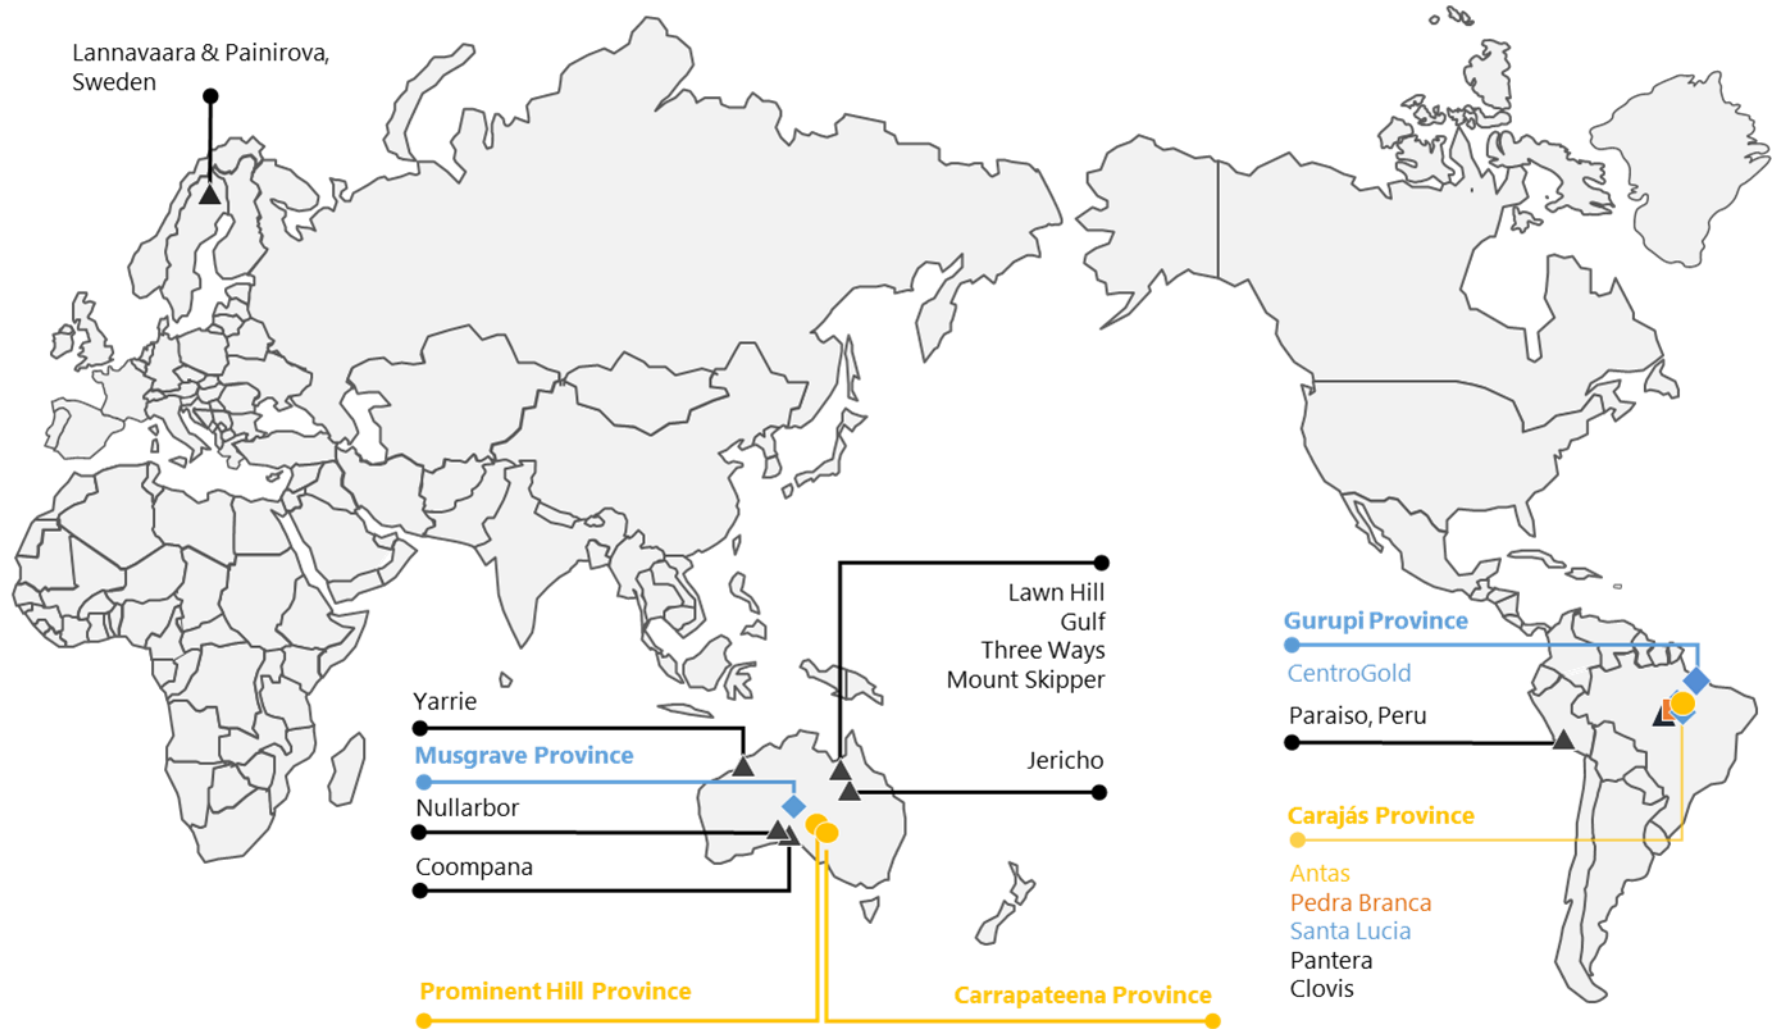 Lannavaara & Painirova,
Sweden
Lawn Hill
Gulf
Three Ways
Mount Skipper
Yarrie
Musgrave Province
Jericho
Nullarbor
Coompana
Prominent Hill Province
Carrapateena Province
Gurupi Province
CentroGold
Paraiso, Peru
Carajás Province
Antas
Pedra Branca
Santa Lucia
Pantera
Clovis